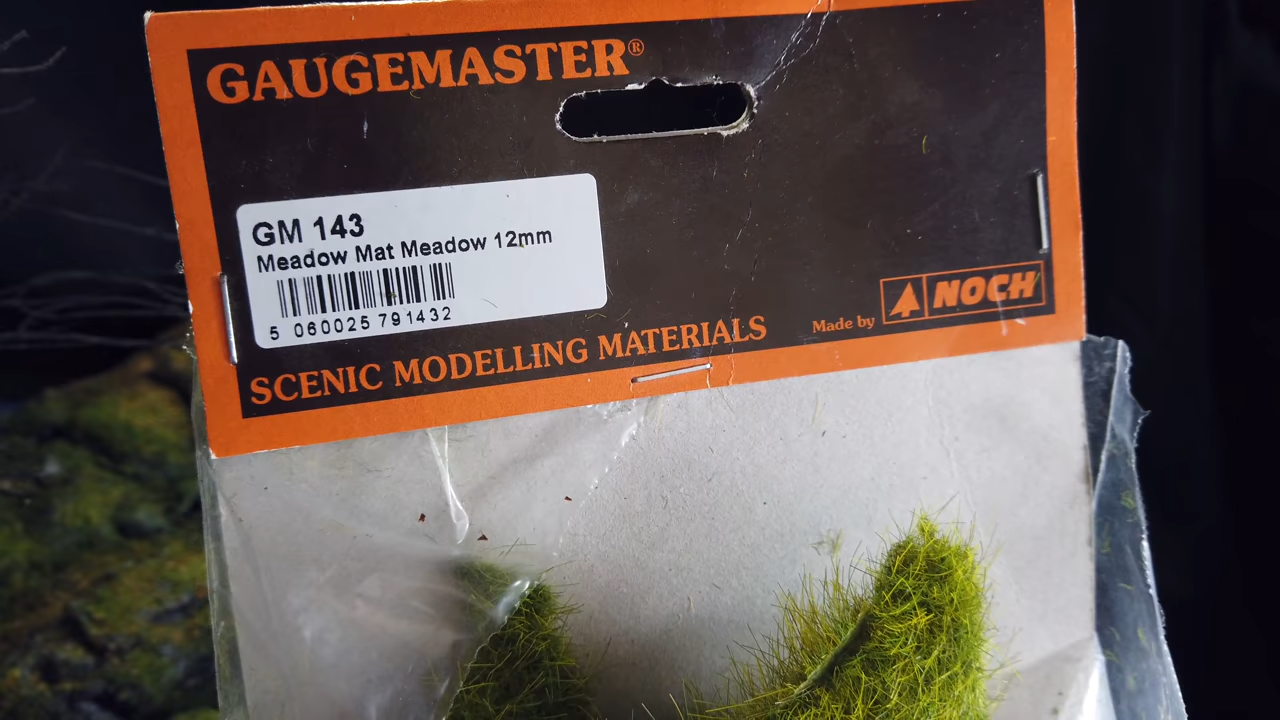 GAUGEMASTER®
GM 143
Meadow Mat Meadow 12mm
5 060025 791432
SCENIC MODELLING MATERIALS
Made by NOCH